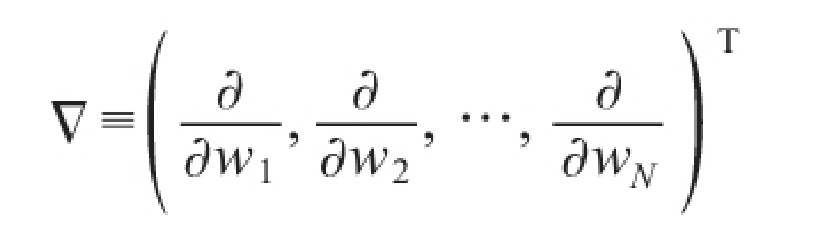 ∇ ≡ ( ∂/∂w₁, ∂/∂w₂, ⋯, ∂/∂w_N )ᵀ